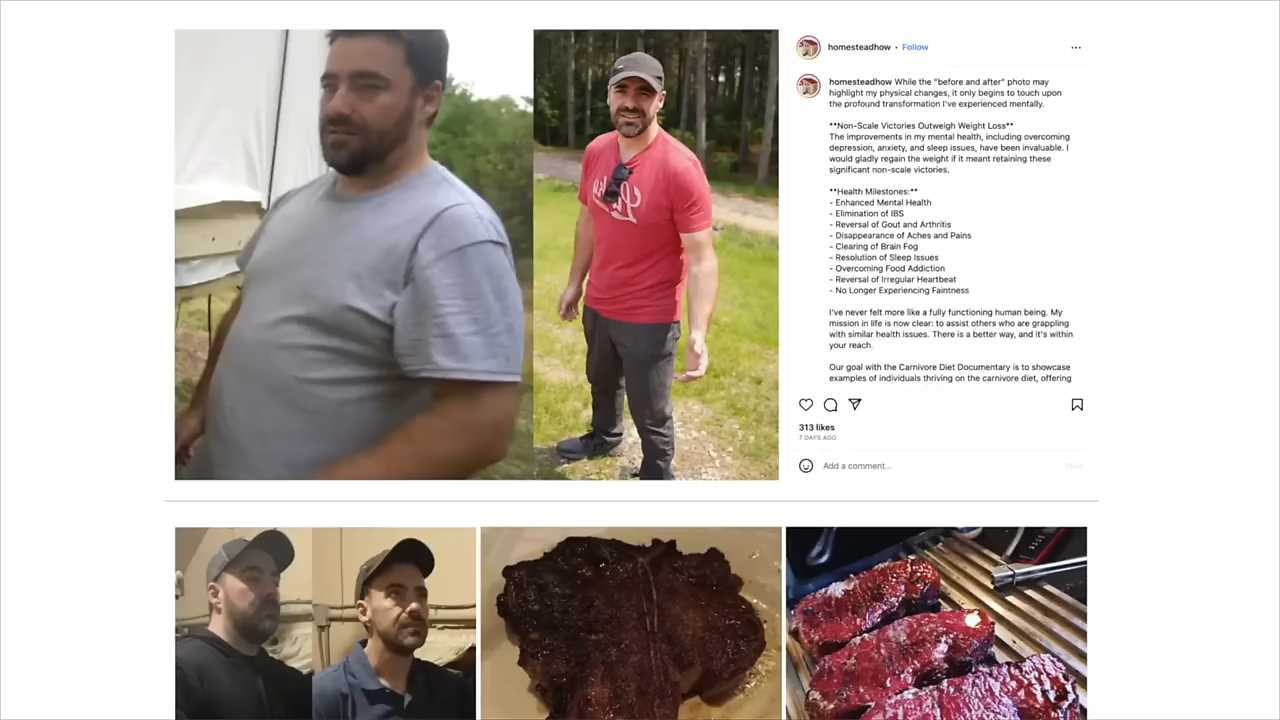 homesteadhow • Follow
homesteadhow While the "before and after" photo may
highlight my physical changes, it only begins to touch upon
the profound transformation I've experienced mentally.
**Non-Scale Victories Outweigh Weight Loss**
The improvements in my mental health, including overcoming
depression, anxiety, and sleep issues, have been invaluable. I
would gladly regain the weight if it meant retaining these
significant non-scale victories.
**Health Milestones:**
- Enhanced Mental Health
- Elimination of IBS
- Reversal of Gout and Arthritis
- Disappearance of Aches and Pains
- Clearing of Brain Fog
- Resolution of Sleep Issues
- Overcoming Food Addiction
- Reversal of Irregular Heartbeat
- No Longer Experiencing Faintness
I've never felt more like a fully functioning human being. My
mission in life is now clear: to assist others who are grappling
with similar health issues. There is a better way, and it's within
your reach.
Our goal with the Carnivore Diet Documentary is to showcase
examples of individuals thriving on the carnivore diet, offering
313 likes
7 DAYS AGO
Add a comment...